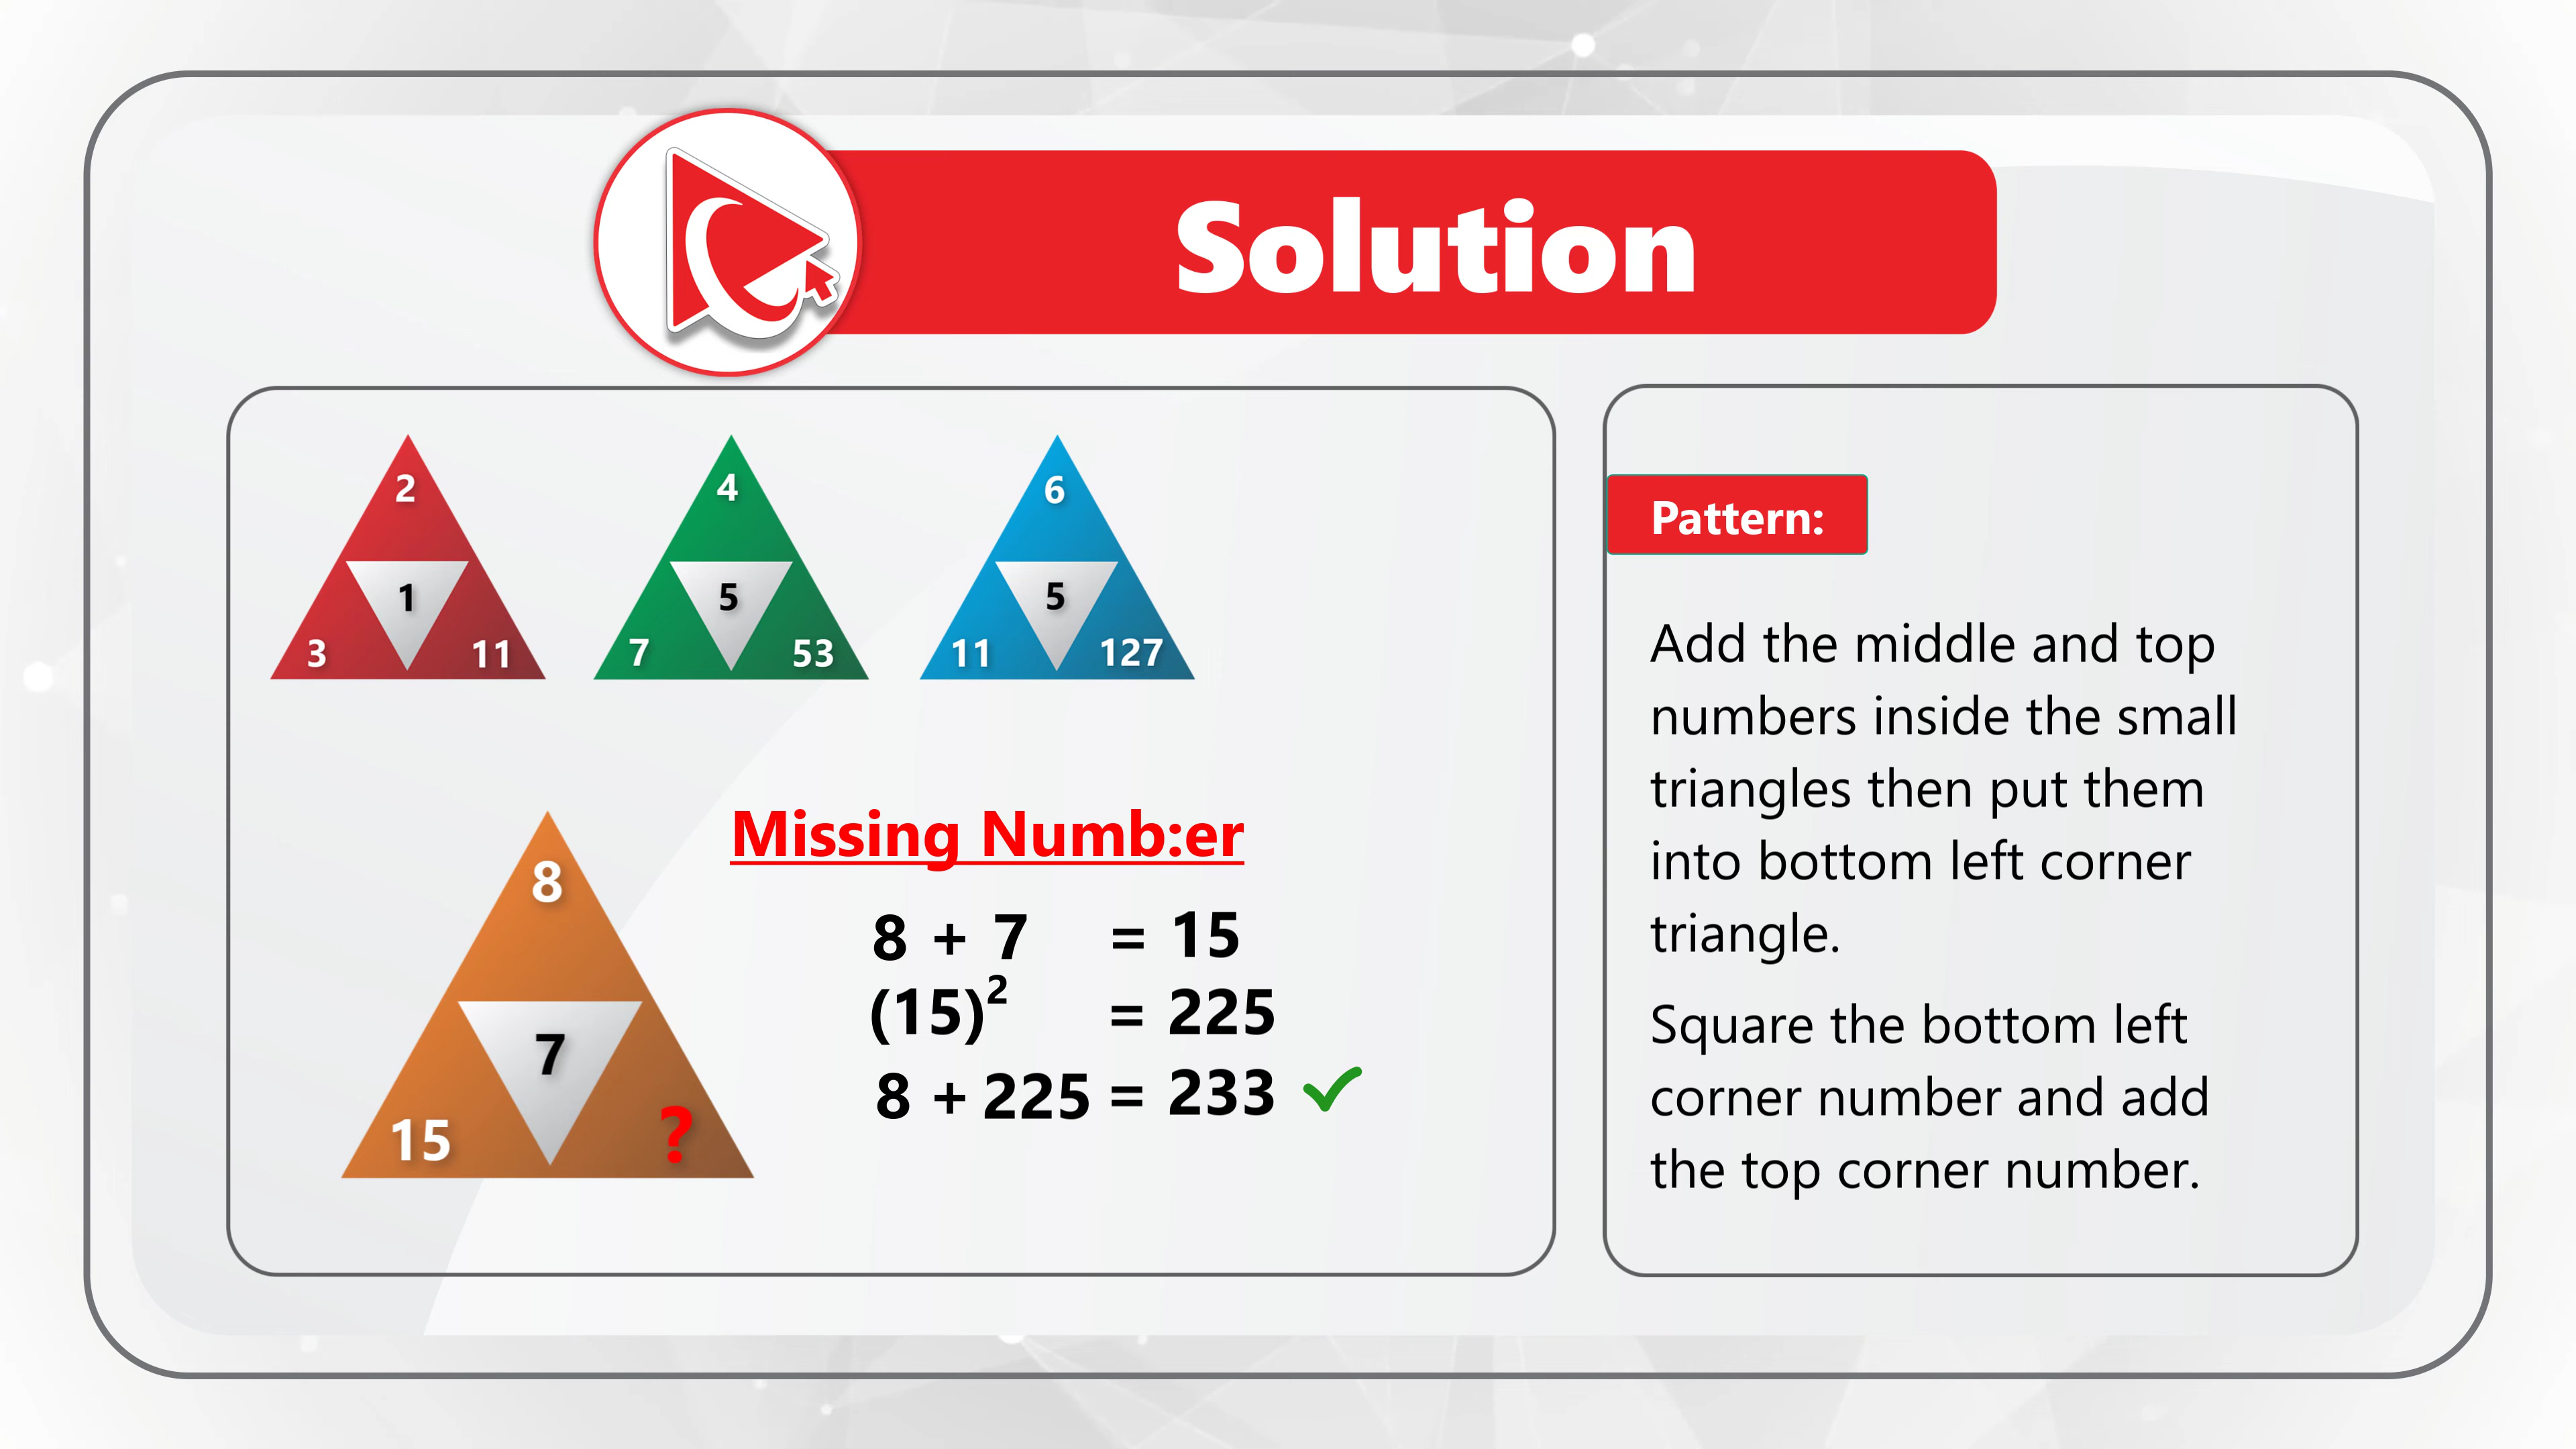 Solution
2
1
3 11
4
5
7 53
6
5
11 127
Pattern:
Add the middle and top
numbers inside the small
triangles then put them
into bottom left corner
triangle.
Square the bottom left
corner number and add
the top corner number.
8
7
15 ?
Missing Numb:er
8 + 7 = 15
(15)² = 225
8 + 225 = 233